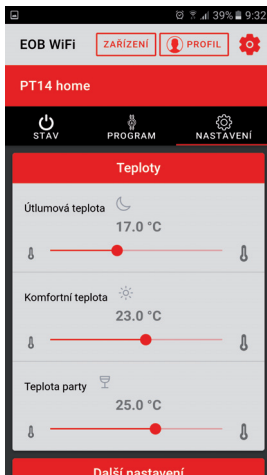 39% 9:32
EOB WiFi ZAŘÍZENÍ PROFIL
PT14 home
STAV PROGRAM NASTAVENÍ
Teploty
Útlumová teplota
17.0 °C
Komfortní teplota
23.0 °C
Teplota party
25.0 °C
Další nastavení